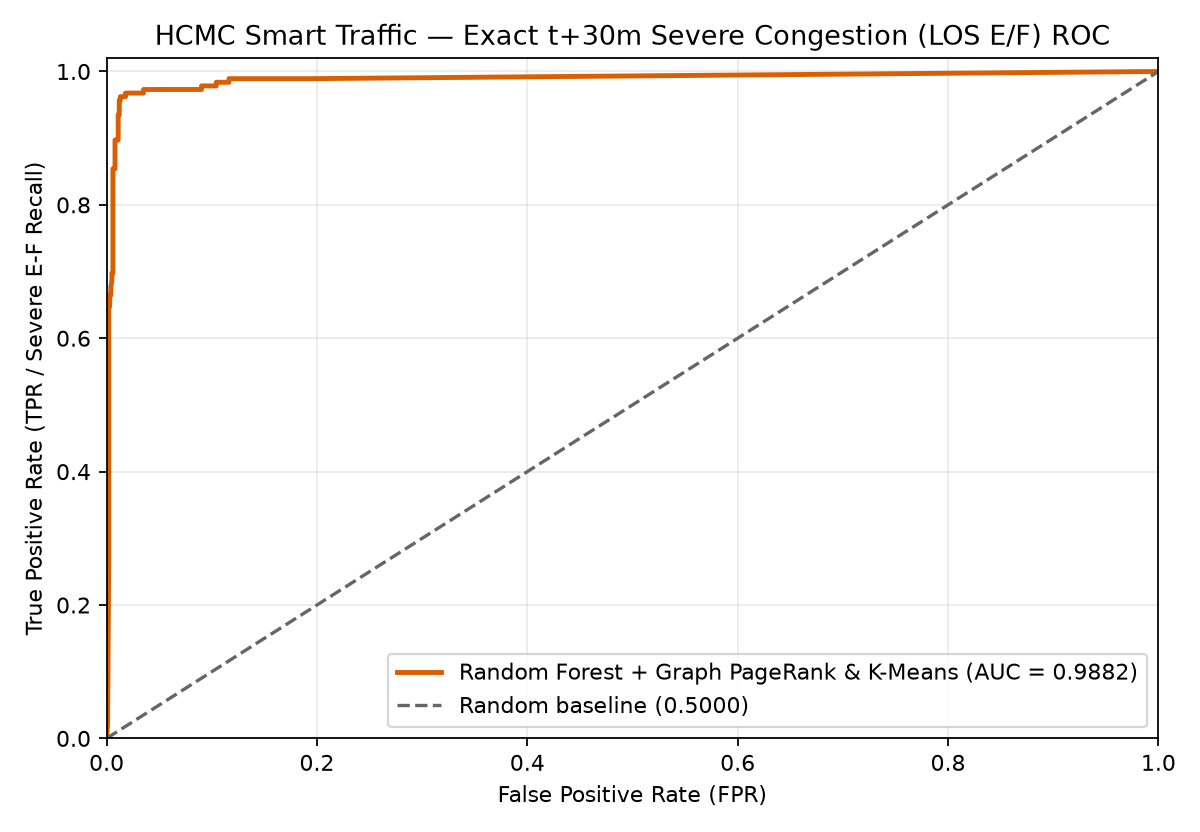 HCMC Smart Traffic — Exact t+30m Severe Congestion (LOS E/F) ROC
True Positive Rate (TPR / Severe E-F Recall)
1.0
0.8
0.6
0.4
0.2
0.0
Random Forest + Graph PageRank & K-Means (AUC = 0.9882)
Random baseline (0.5000)
0.0 0.2 0.4 0.6 0.8 1.0
False Positive Rate (FPR)